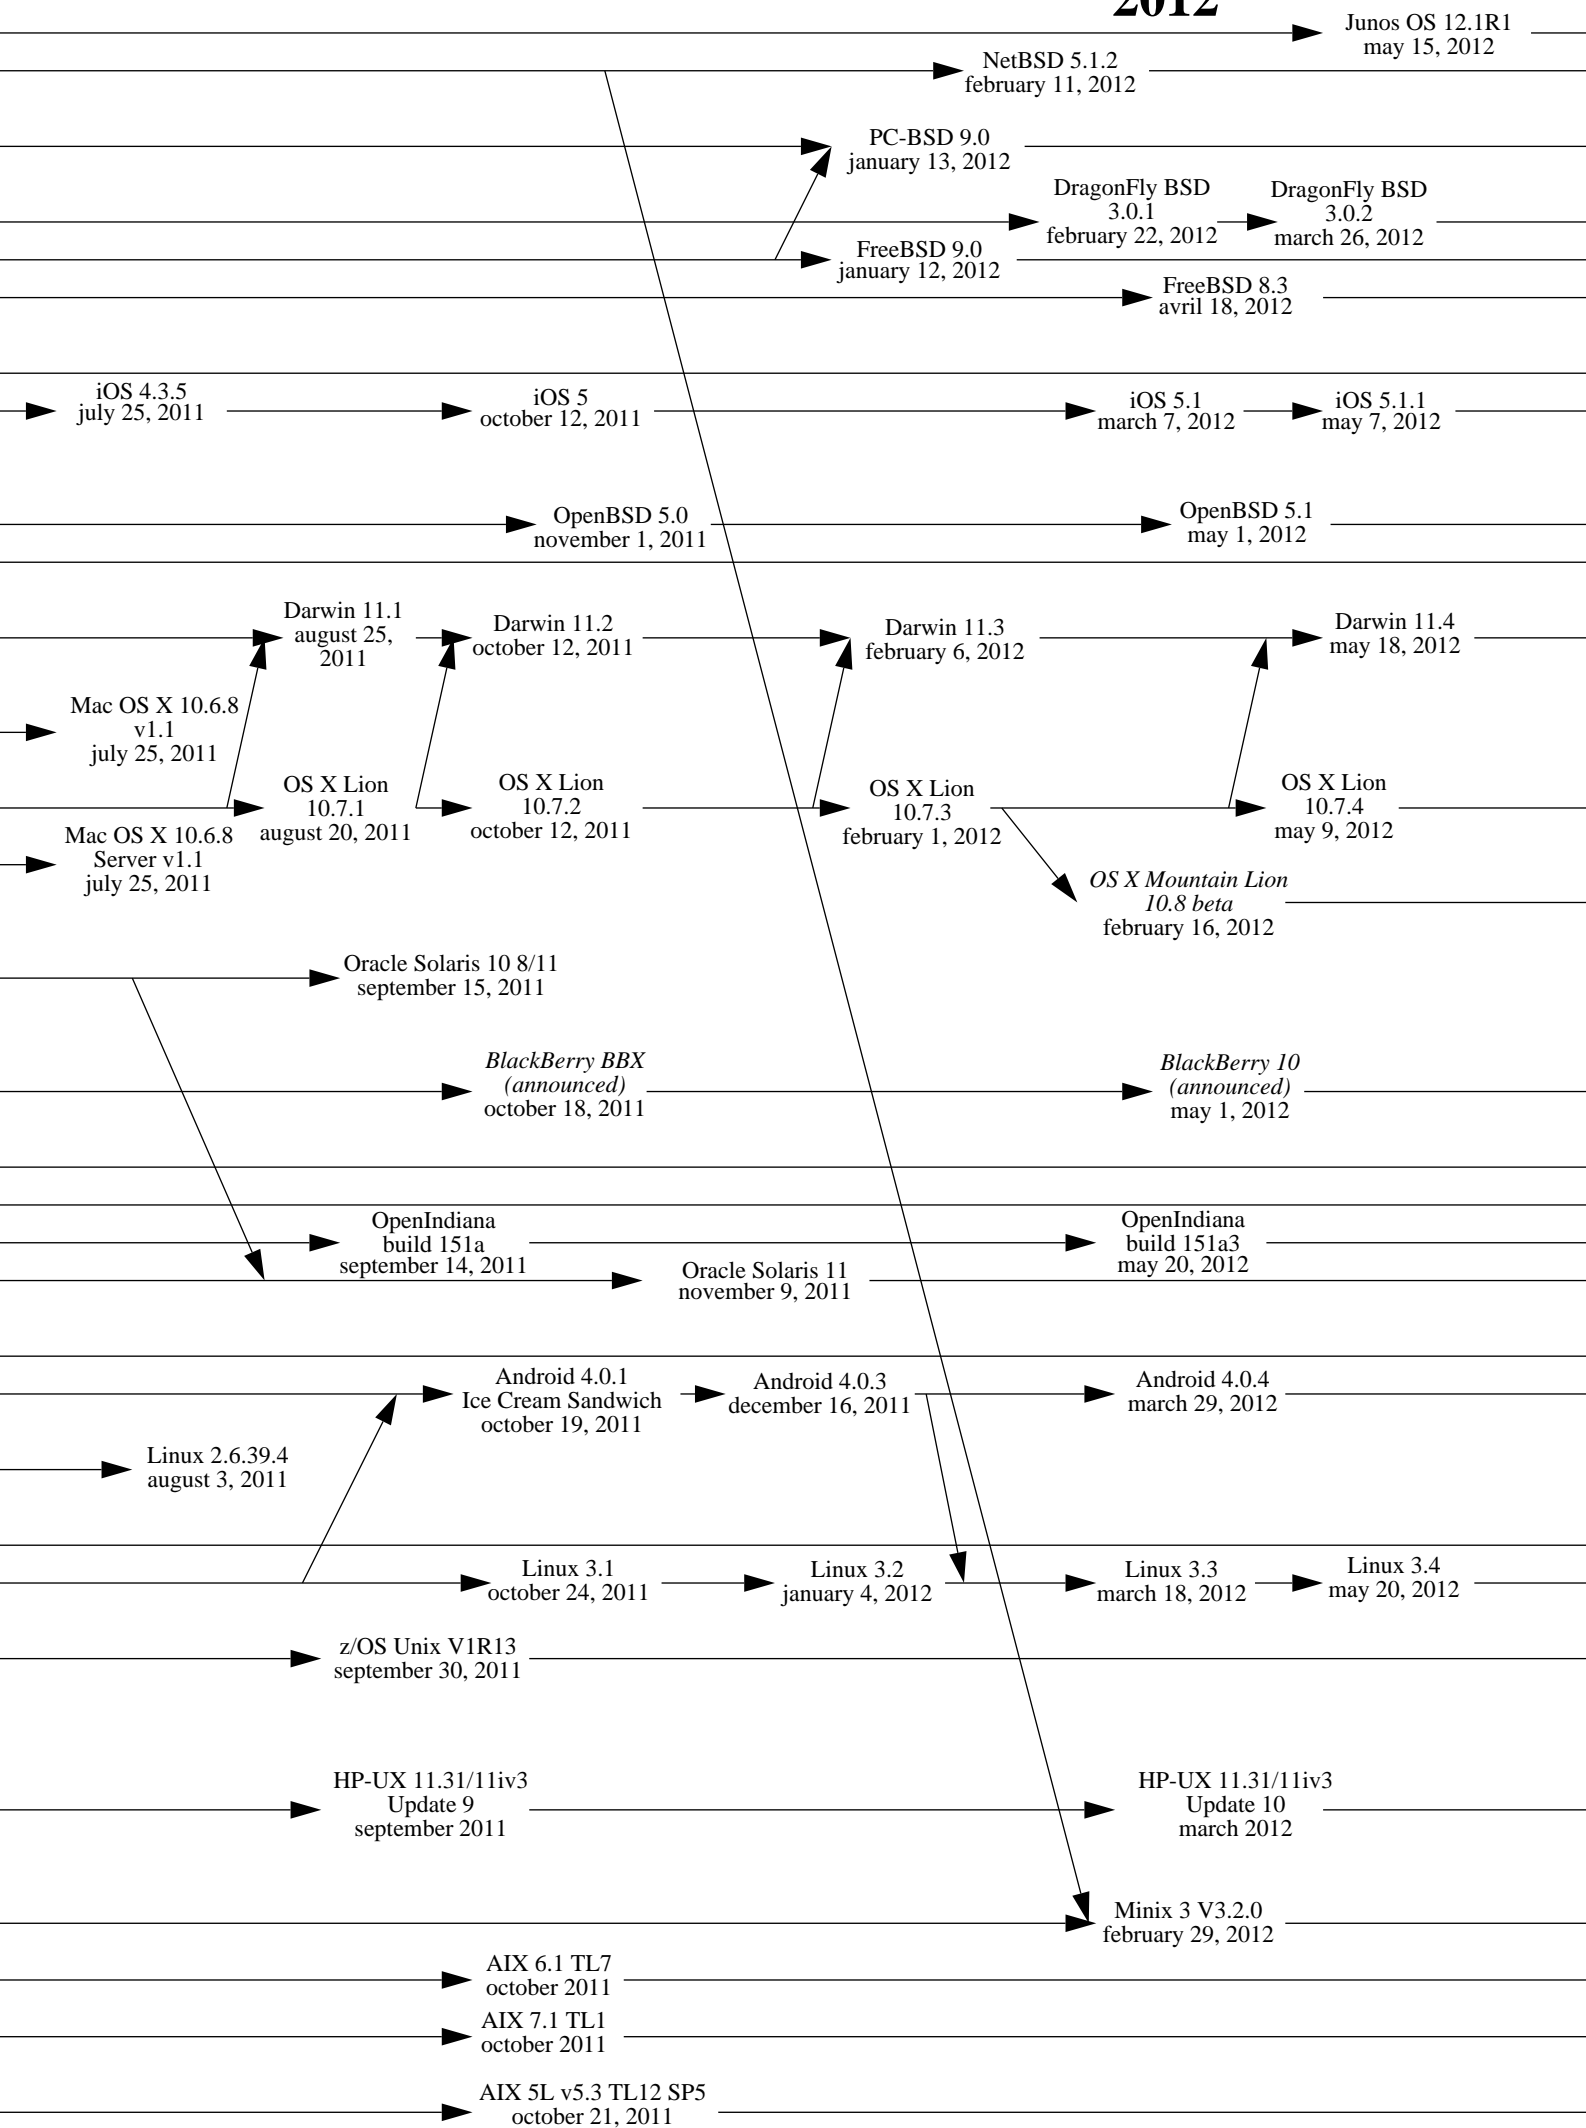 2012
Junos OS 12.1R1
may 15, 2012
NetBSD 5.1.2
february 11, 2012
PC-BSD 9.0
january 13, 2012
DragonFly BSD
3.0.1
february 22, 2012
DragonFly BSD
3.0.2
march 26, 2012
FreeBSD 9.0
january 12, 2012
FreeBSD 8.3
avril 18, 2012
iOS 4.3.5
july 25, 2011
iOS 5
october 12, 2011
iOS 5.1
march 7, 2012
iOS 5.1.1
may 7, 2012
OpenBSD 5.0
november 1, 2011
OpenBSD 5.1
may 1, 2012
Darwin 11.1
august 25,
2011
Darwin 11.2
october 12, 2011
Darwin 11.3
february 6, 2012
Darwin 11.4
may 18, 2012
Mac OS X 10.6.8
v1.1
july 25, 2011
OS X Lion
10.7.1
august 20, 2011
OS X Lion
10.7.2
october 12, 2011
OS X Lion
10.7.3
february 1, 2012
OS X Lion
10.7.4
may 9, 2012
Mac OS X 10.6.8
Server v1.1
july 25, 2011
OS X Mountain Lion
10.8 beta
february 16, 2012
Oracle Solaris 10 8/11
september 15, 2011
BlackBerry BBX
(announced)
october 18, 2011
BlackBerry 10
(announced)
may 1, 2012
OpenIndiana
build 151a
september 14, 2011
OpenIndiana
build 151a3
may 20, 2012
Oracle Solaris 11
november 9, 2011
Android 4.0.1
Ice Cream Sandwich
october 19, 2011
Android 4.0.3
december 16, 2011
Android 4.0.4
march 29, 2012
Linux 2.6.39.4
august 3, 2011
Linux 3.1
october 24, 2011
Linux 3.2
january 4, 2012
Linux 3.3
march 18, 2012
Linux 3.4
may 20, 2012
z/OS Unix V1R13
september 30, 2011
HP-UX 11.31/11iv3
Update 9
september 2011
HP-UX 11.31/11iv3
Update 10
march 2012
Minix 3 V3.2.0
february 29, 2012
AIX 6.1 TL7
october 2011
AIX 7.1 TL1
october 2011
AIX 5L v5.3 TL12 SP5
october 21, 2011